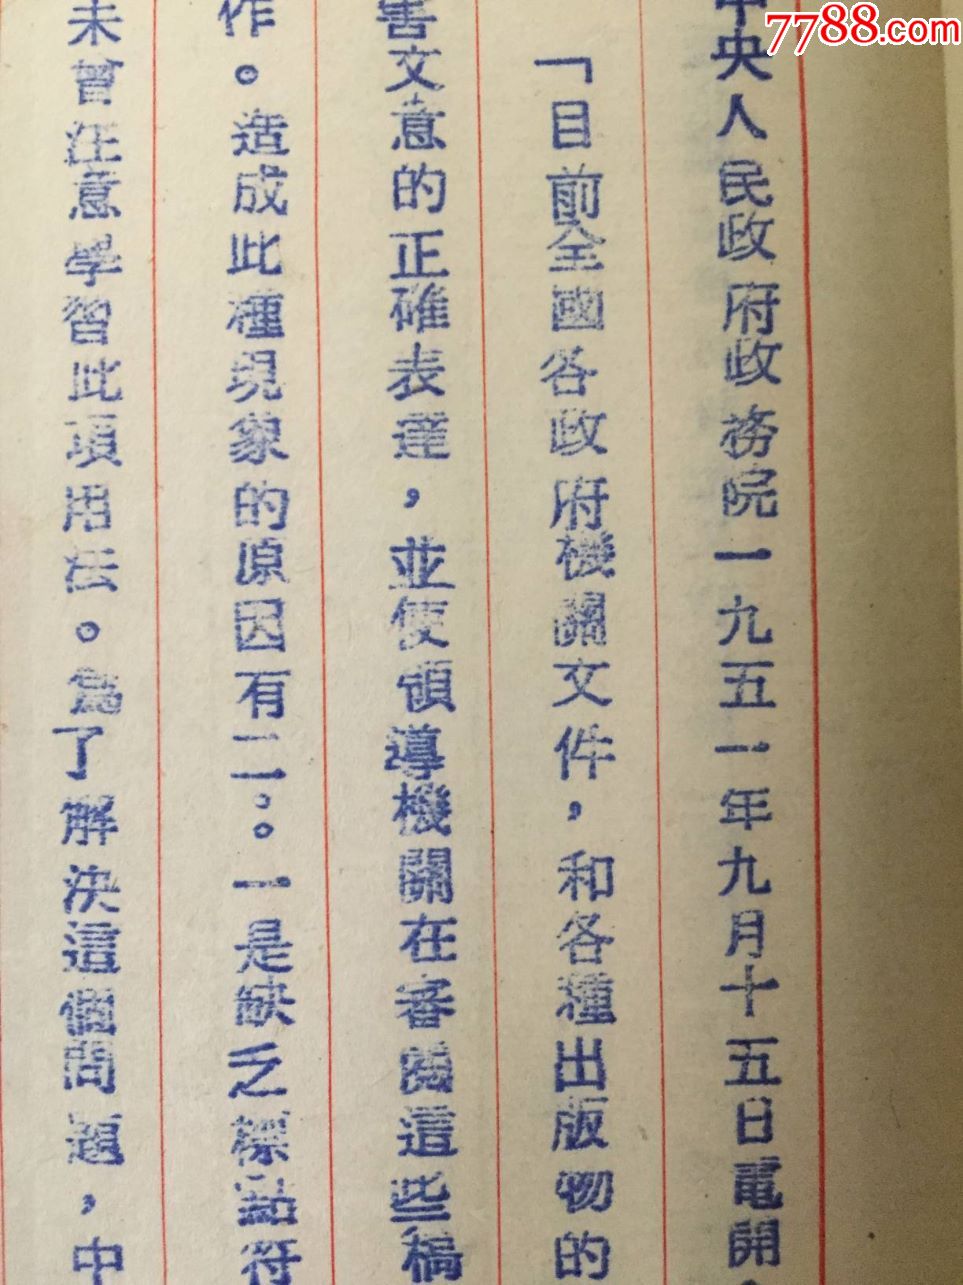 7788.com
中央人民政府政務院一九五一年九月十五日電開
「目前全國各政府機關文件，和各種出版物的
害文意的正確表達，並使領導機關在審閱這些稿
作。造成此種現象的原因有二。。一是缺乏標點符
未曾注意學習此項用法。為了解決這個問題，中